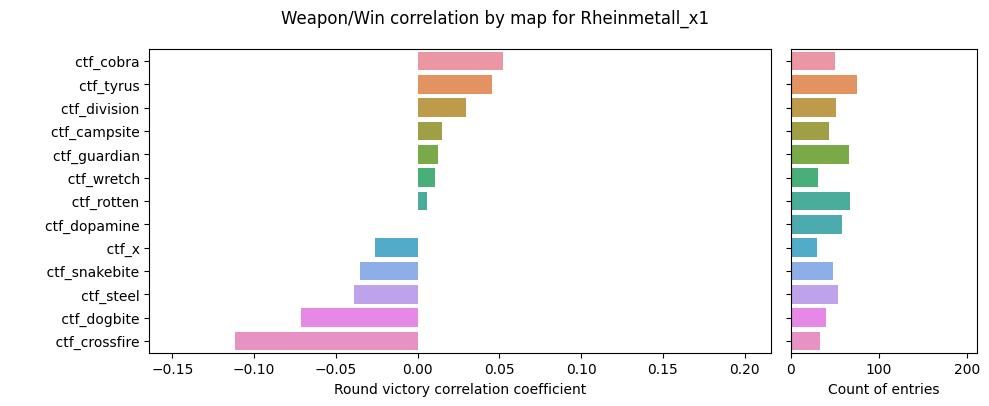 Weapon/Win correlation by map for Rheinmetall_x1
ctf_cobra
ctf_tyrus
ctf_division
ctf_campsite
ctf_guardian
ctf_wretch
ctf_rotten
ctf_dopamine
ctf_x
ctf_snakebite
ctf_steel
ctf_dogbite
ctf_crossfire
−0.15 −0.10 −0.05 0.00 0.05 0.10 0.15 0.20
Round victory correlation coefficient
0 100 200
Count of entries